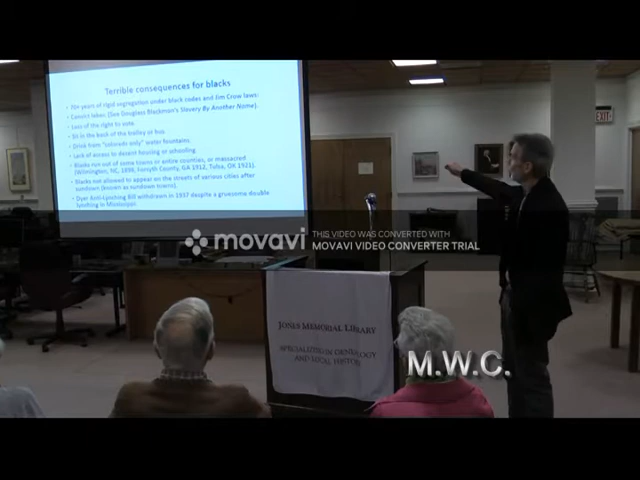 Terrible consequences for blacks
• 70+ years of rigid segregation under black codes and Jim Crow laws:
• Convict labor. (See Douglass Blackmon's Slavery By Another Name).
• Loss of the right to vote
• Sit in the back of the trolley or bus
• Drink from "colored only" water fountains.
• Lack of access to decent housing or schooling
• Blacks run out of some towns or entire counties, or massacred
(Wilmington, NC, 1898, Forsyth County, GA 1912, Tulsa, OK 1921).
• Blacks not allowed to appear on the streets of various cities after
sundown (known as sundown towns).
• Dyer Anti-Lynching Bill withdrawn in 1937 despite a gruesome double
lynching in Mississippi
EXIT
movavi
THIS VIDEO WAS CONVERTED WITH
MOVAVI VIDEO CONVERTER TRIAL
JONES MEMORIAL LIBRARY
SPECIALIZING IN GENEALOGY
AND LOCAL HISTORY
M.W.C.